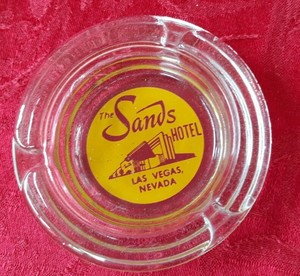 The
Sands
HOTEL
LAS VEGAS,
NEVADA